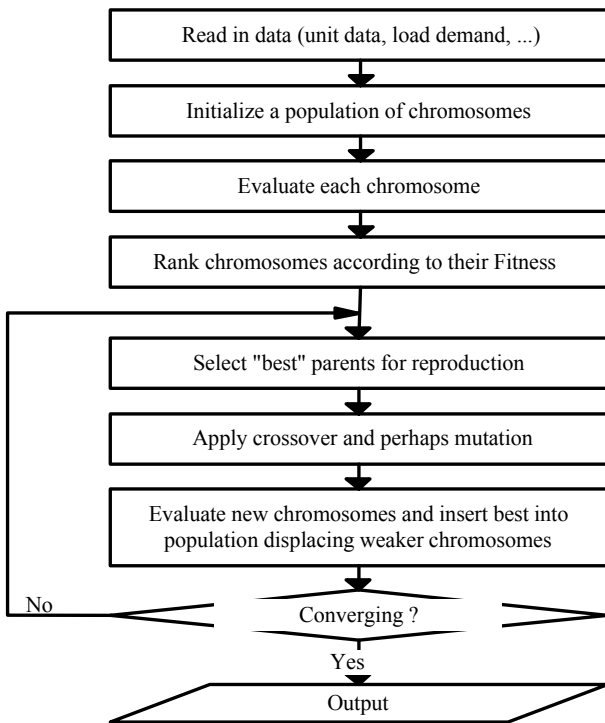 Read in data (unit data, load demand, ...)
Initialize a population of chromosomes
Evaluate each chromosome
Rank chromosomes according to their Fitness
Select "best" parents for reproduction
Apply crossover and perhaps mutation
Evaluate new chromosomes and insert best into
population displacing weaker chromosomes
No
Converging ?
Yes
Output